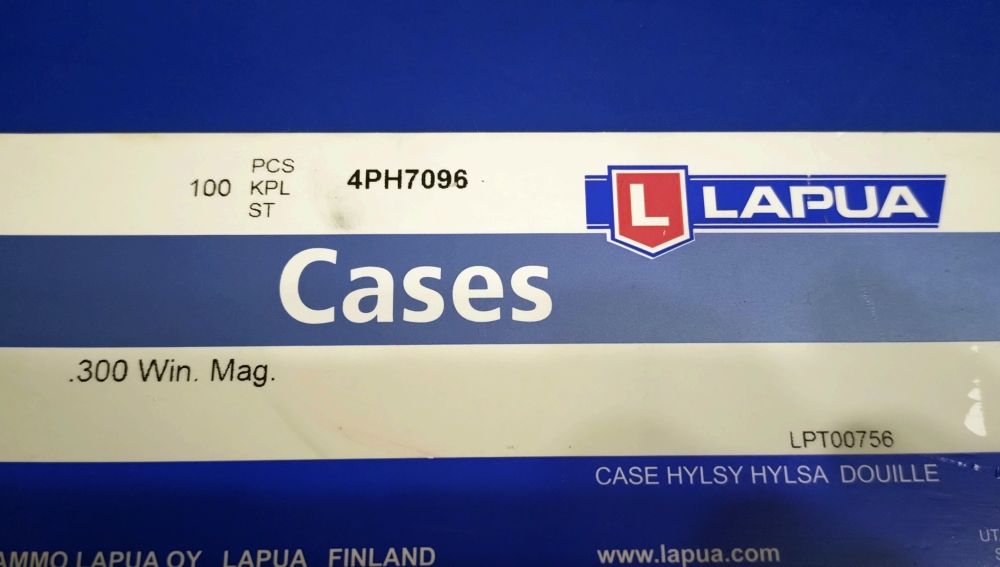 100 PCS KPL ST 4PH7096
L LAPUA
Cases
.300 Win. Mag.
LPT00756
CASE HYLSY HYLSA DOUILLE
AMMO LAPUA OY LAPUA FINLAND
www.lapua.com